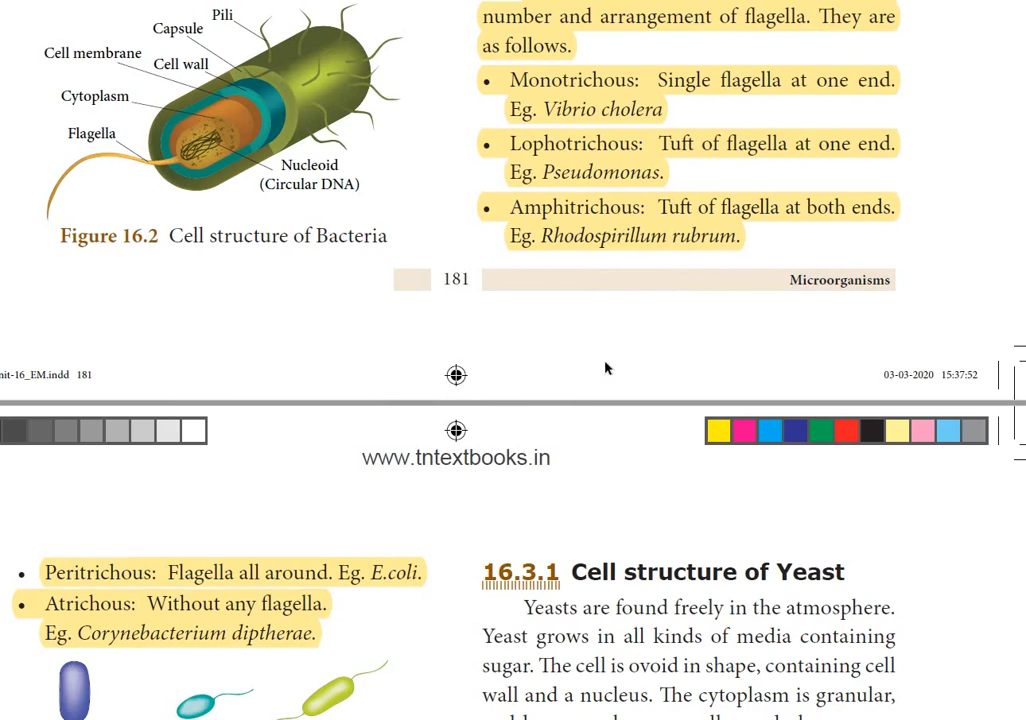 Pili
Capsule
Cell membrane
Cell wall
Cytoplasm
Flagella
Nucleoid
(Circular DNA)
Figure 16.2 Cell structure of Bacteria
number and arrangement of flagella. They are
as follows.
• Monotrichous: Single flagella at one end.
Eg. Vibrio cholera
• Lophotrichous: Tuft of flagella at one end.
Eg. Pseudomonas.
• Amphitrichous: Tuft of flagella at both ends.
Eg. Rhodospirillum rubrum.
181
Microorganisms
nit-16_EM.indd 181
03-03-2020 15:37:52
www.tntextbooks.in
• Peritrichous: Flagella all around. Eg. E.coli.
• Atrichous: Without any flagella.
Eg. Corynebacterium diptherae.
16.3.1 Cell structure of Yeast
Yeasts are found freely in the atmosphere.
Yeast grows in all kinds of media containing
sugar. The cell is ovoid in shape, containing cell
wall and a nucleus. The cytoplasm is granular,